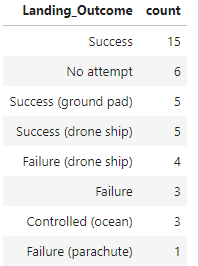 Landing_Outcome count
Success 15
No attempt 6
Success (ground pad) 5
Success (drone ship) 5
Failure (drone ship) 4
Failure 3
Controlled (ocean) 3
Failure (parachute) 1